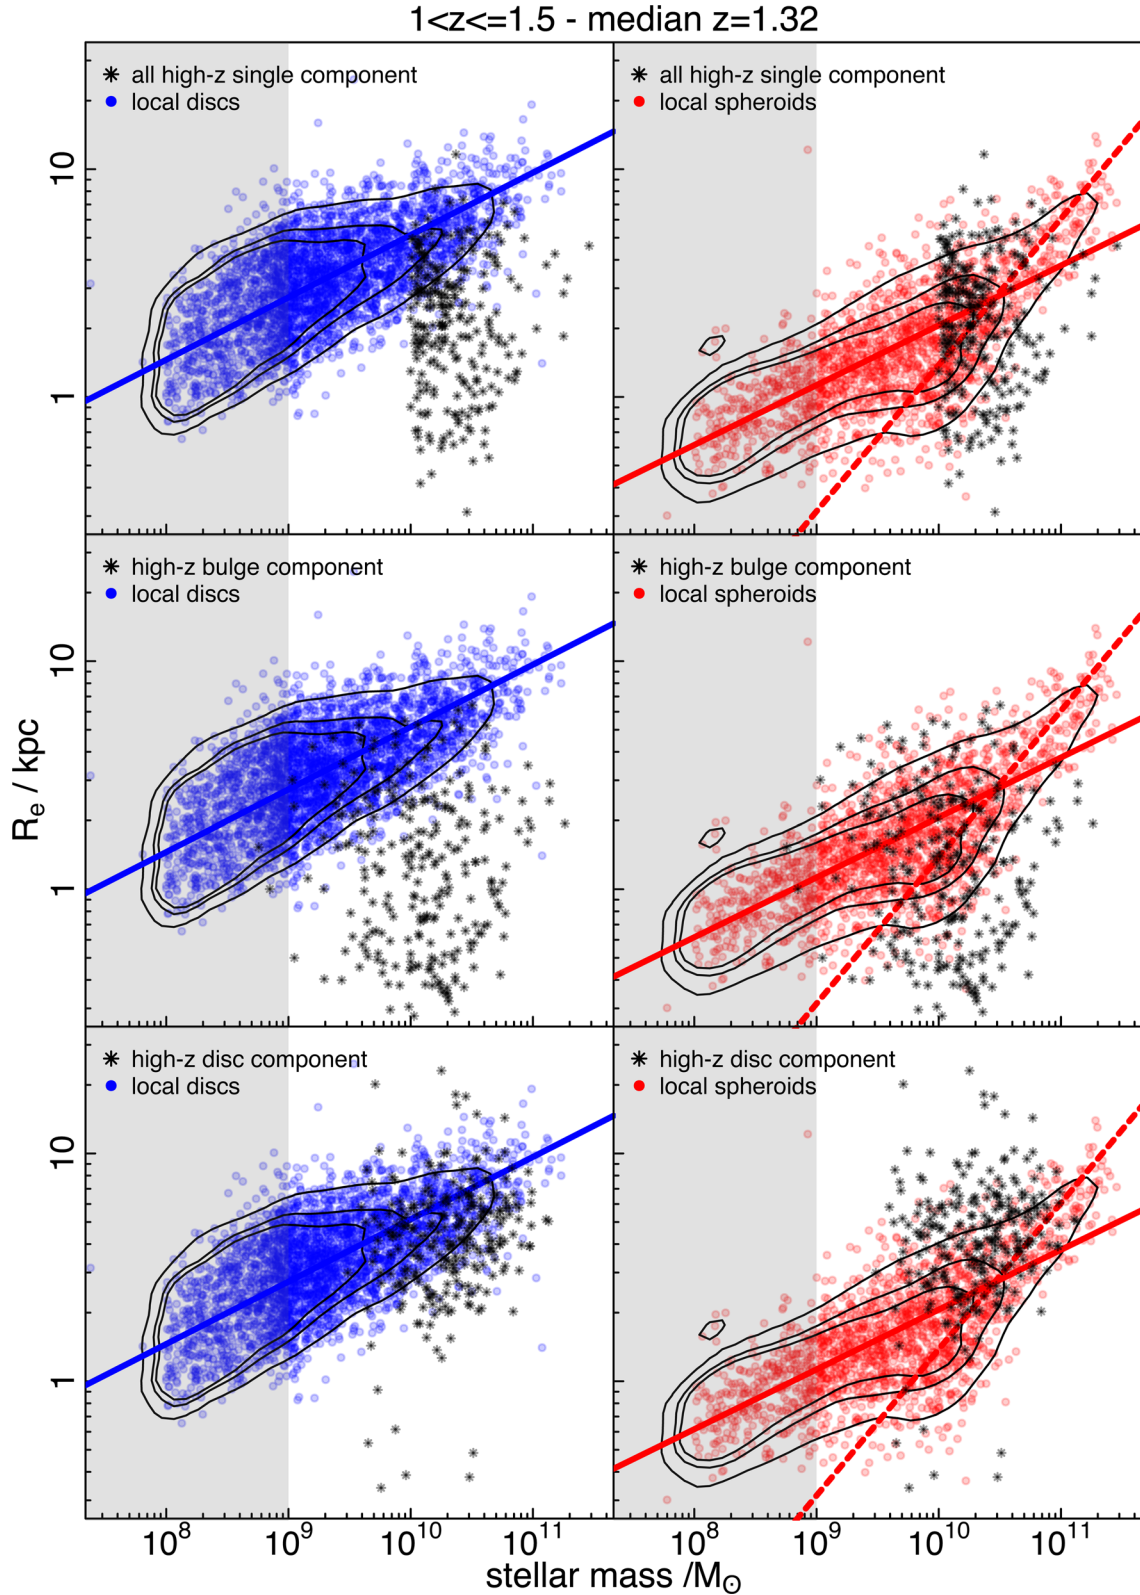 1<z<=1.5 - median z=1.32
all high-z single component
local discs
all high-z single component
local spheroids
10
1
high-z bulge component
local discs
high-z bulge component
local spheroids
10
1
R_e / kpc
high-z disc component
local discs
high-z disc component
local spheroids
10
1
10^8 10^9 10^10 10^11 10^8 10^9 10^10 10^11
stellar mass /M_⊙